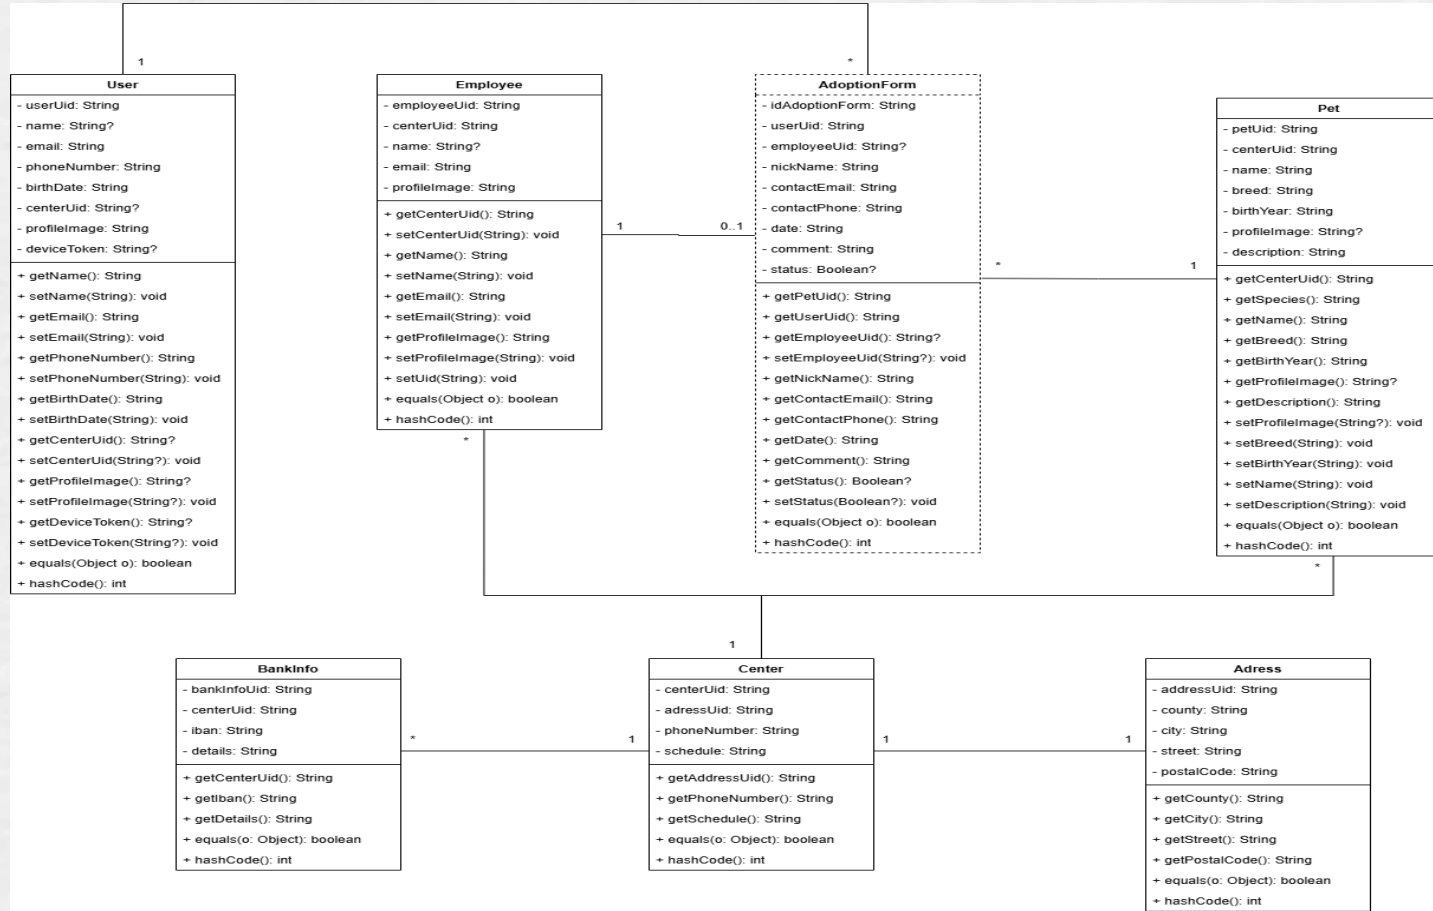 1
*
User
- userUid: String
- name: String?
- email: String
- phoneNumber: String
- birthDate: String
- centerUid: String?
- profileImage: String
- deviceToken: String?
+ getName(): String
+ setName(String): void
+ getEmail(): String
+ setEmail(String): void
+ getPhoneNumber(): String
+ setPhoneNumber(String): void
+ getBirthDate(): String
+ setBirthDate(String): void
+ getCenterUid(): String?
+ setCenterUid(String?): void
+ getProfileImage(): String?
+ setProfileImage(String?): void
+ getDeviceToken(): String?
+ setDeviceToken(String?): void
+ equals(Object o): boolean
+ hashCode(): int
Employee
- employeeUid: String
- centerUid: String
- name: String?
- email: String
- profileImage: String
+ getCenterUid(): String
+ setCenterUid(String): void
+ getName(): String
+ setName(String): void
+ getEmail(): String
+ setEmail(String): void
+ getProfileImage(): String
+ setProfileImage(String): void
+ setUid(String): void
+ equals(Object o): boolean
+ hashCode(): int
*
1
0..1
AdoptionForm
- idAdoptionForm: String
- userUid: String
- employeeUid: String?
- nickName: String
- contactEmail: String
- contactPhone: String
- date: String
- comment: String
- status: Boolean?
+ getPetUid(): String
+ getUserUid(): String
+ getEmployeeUid(): String?
+ setEmployeeUid(String?): void
+ getNickName(): String
+ getContactEmail(): String
+ getContactPhone(): String
+ getDate(): String
+ getComment(): String
+ getStatus(): Boolean?
+ setStatus(Boolean?): void
+ equals(Object o): boolean
+ hashCode(): int
*
1
Pet
- petUid: String
- centerUid: String
- name: String
- breed: String
- birthYear: String
- profileImage: String?
- description: String
+ getCenterUid(): String
+ getSpecies(): String
+ getName(): String
+ getBreed(): String
+ getBirthYear(): String
+ getProfileImage(): String?
+ getDescription(): String
+ setProfileImage(String?): void
+ setBreed(String): void
+ setBirthYear(String): void
+ setName(String): void
+ setDescription(String): void
+ equals(Object o): boolean
+ hashCode(): int
*
1
BankInfo
- bankInfoUid: String
- centerUid: String
- iban: String
- details: String
+ getCenterUid(): String
+ getIban(): String
+ getDetails(): String
+ equals(o: Object): boolean
+ hashCode(): int
*
1
Center
- centerUid: String
- adressUid: String
- phoneNumber: String
- schedule: String
+ getAddressUid(): String
+ getPhoneNumber(): String
+ getSchedule(): String
+ equals(o: Object): boolean
+ hashCode(): int
1
1
Adress
- addressUid: String
- county: String
- city: String
- street: String
- postalCode: String
+ getCounty(): String
+ getCity(): String
+ getStreet(): String
+ getPostalCode(): String
+ equals(o: Object): boolean
+ hashCode(): int